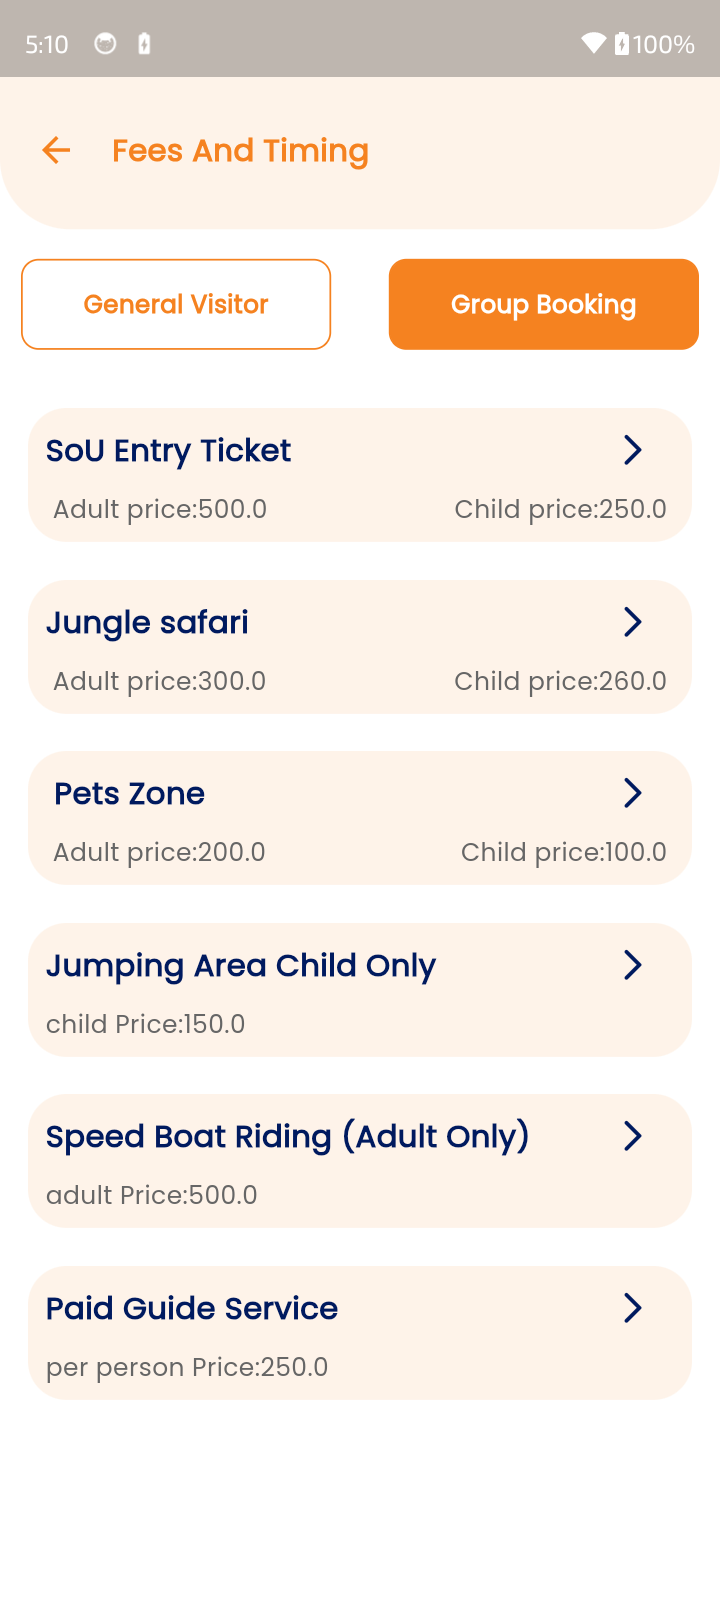 5:10
100%
Fees And Timing
General Visitor
Group Booking
SoU Entry Ticket
Adult price:500.0 Child price:250.0
Jungle safari
Adult price:300.0 Child price:260.0
Pets Zone
Adult price:200.0 Child price:100.0
Jumping Area Child Only
child Price:150.0
Speed Boat Riding (Adult Only)
adult Price:500.0
Paid Guide Service
per person Price:250.0